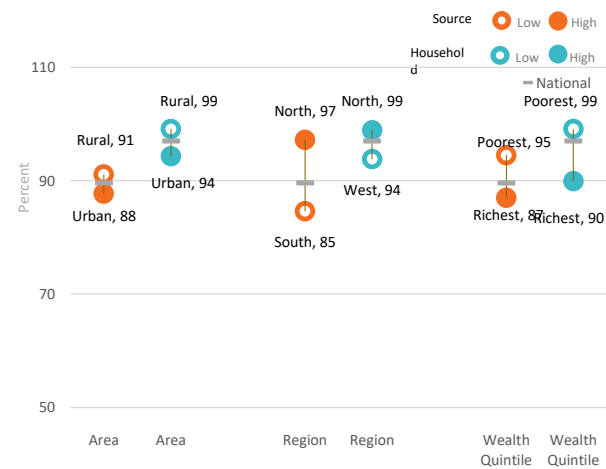 Source Low High
Househol
d
Low High
National
110
90
70
50
Percent
Rural, 91
Urban, 88
Rural, 99
Urban, 94
North, 97
South, 85
North, 99
West, 94
Poorest, 95
Richest, 87
Poorest, 99
Richest, 90
Area
Area
Region
Region
Wealth
Quintile
Wealth
Quintile